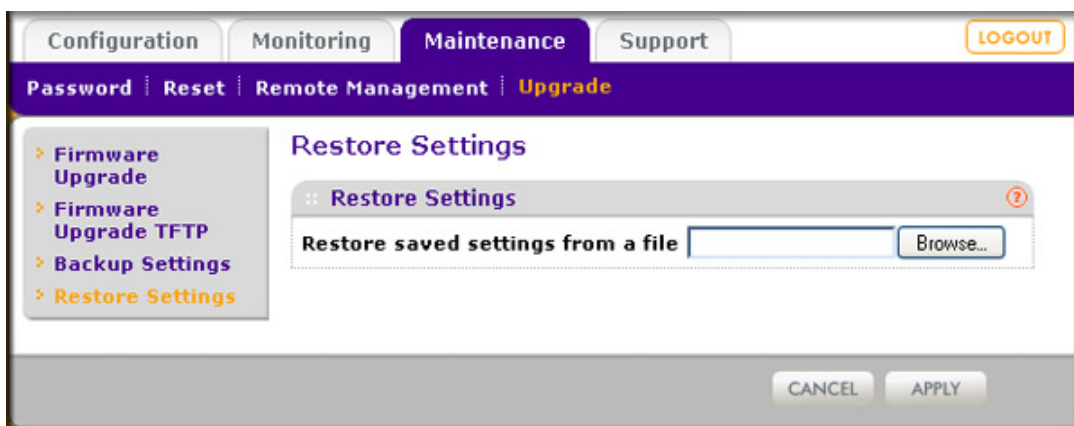 Configuration Monitoring Maintenance Support LOGOUT
Password Reset Remote Management Upgrade
Firmware
Upgrade
Firmware
Upgrade TFTP
Backup Settings
Restore Settings
Restore Settings
Restore Settings ?
Restore saved settings from a file Browse...
CANCEL APPLY